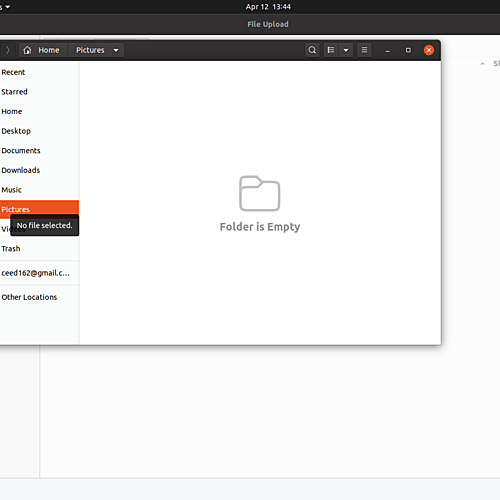 s
Apr 12 13:44
File Upload
Home
Pictures
Si
Recent
Starred
Home
Desktop
Documents
Downloads
Music
Pictures
No file selected.
Trash
ceed162@gmail.c...
Other Locations
Folder is Empty